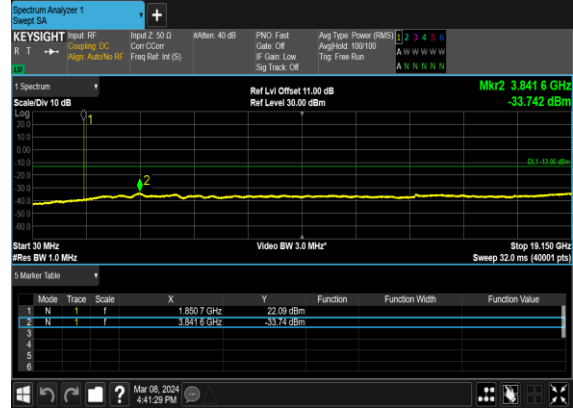 Spectrum Analyzer 1
Swept SA
+
KEYSIGHT Input: RF Input Z: 50 Ω #Atten: 40 dB PNO: Fast Avg Type: Power (RMS) 1 2 3 4 5 6
R T Coupling: DC Corr CCorr Gate: Off Avg|Hold: 100/100 A W W W W W
Align: Auto/No RF Freq Ref: Int (S) IF Gain: Low Trig: Free Run
Sig Track: Off A N N N N N
1 Spectrum Ref Lvl Offset 11.00 dB Mkr2 3.841 6 GHz
Scale/Div 10 dB Ref Level 30.00 dBm -33.742 dBm
Log
1
20.0
10.0
0.00
-10.0 DL1 -13.00 dBm
-20.0
2
-30.0
-40.0
-50.0
-60.0
Start 30 MHz Video BW 3.0 MHz* Stop 19.150 GHz
#Res BW 1.0 MHz Sweep 32.0 ms (40001 pts)
5 Marker Table
Mode Trace Scale X Y Function Function Width Function Value
1 N 1 f 1.850 7 GHz 22.09 dBm
2 N 1 f 3.841 6 GHz -33.74 dBm
3
4
5
6
? Mar 08, 2024
4:41:29 PM